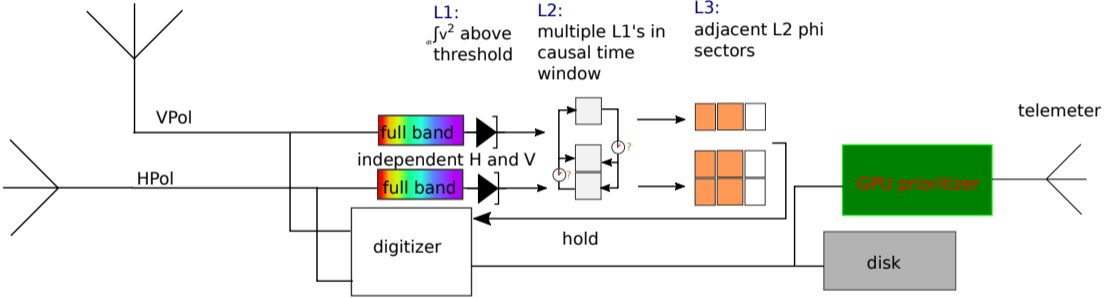 L1:
∫v² above
threshold
L2:
multiple L1's in
causal time
window
L3:
adjacent L2 phi
sectors
telemeter
VPol
full band
independent H and V
HPol
full band
?
?
GPU prioritizer
hold
digitizer
disk